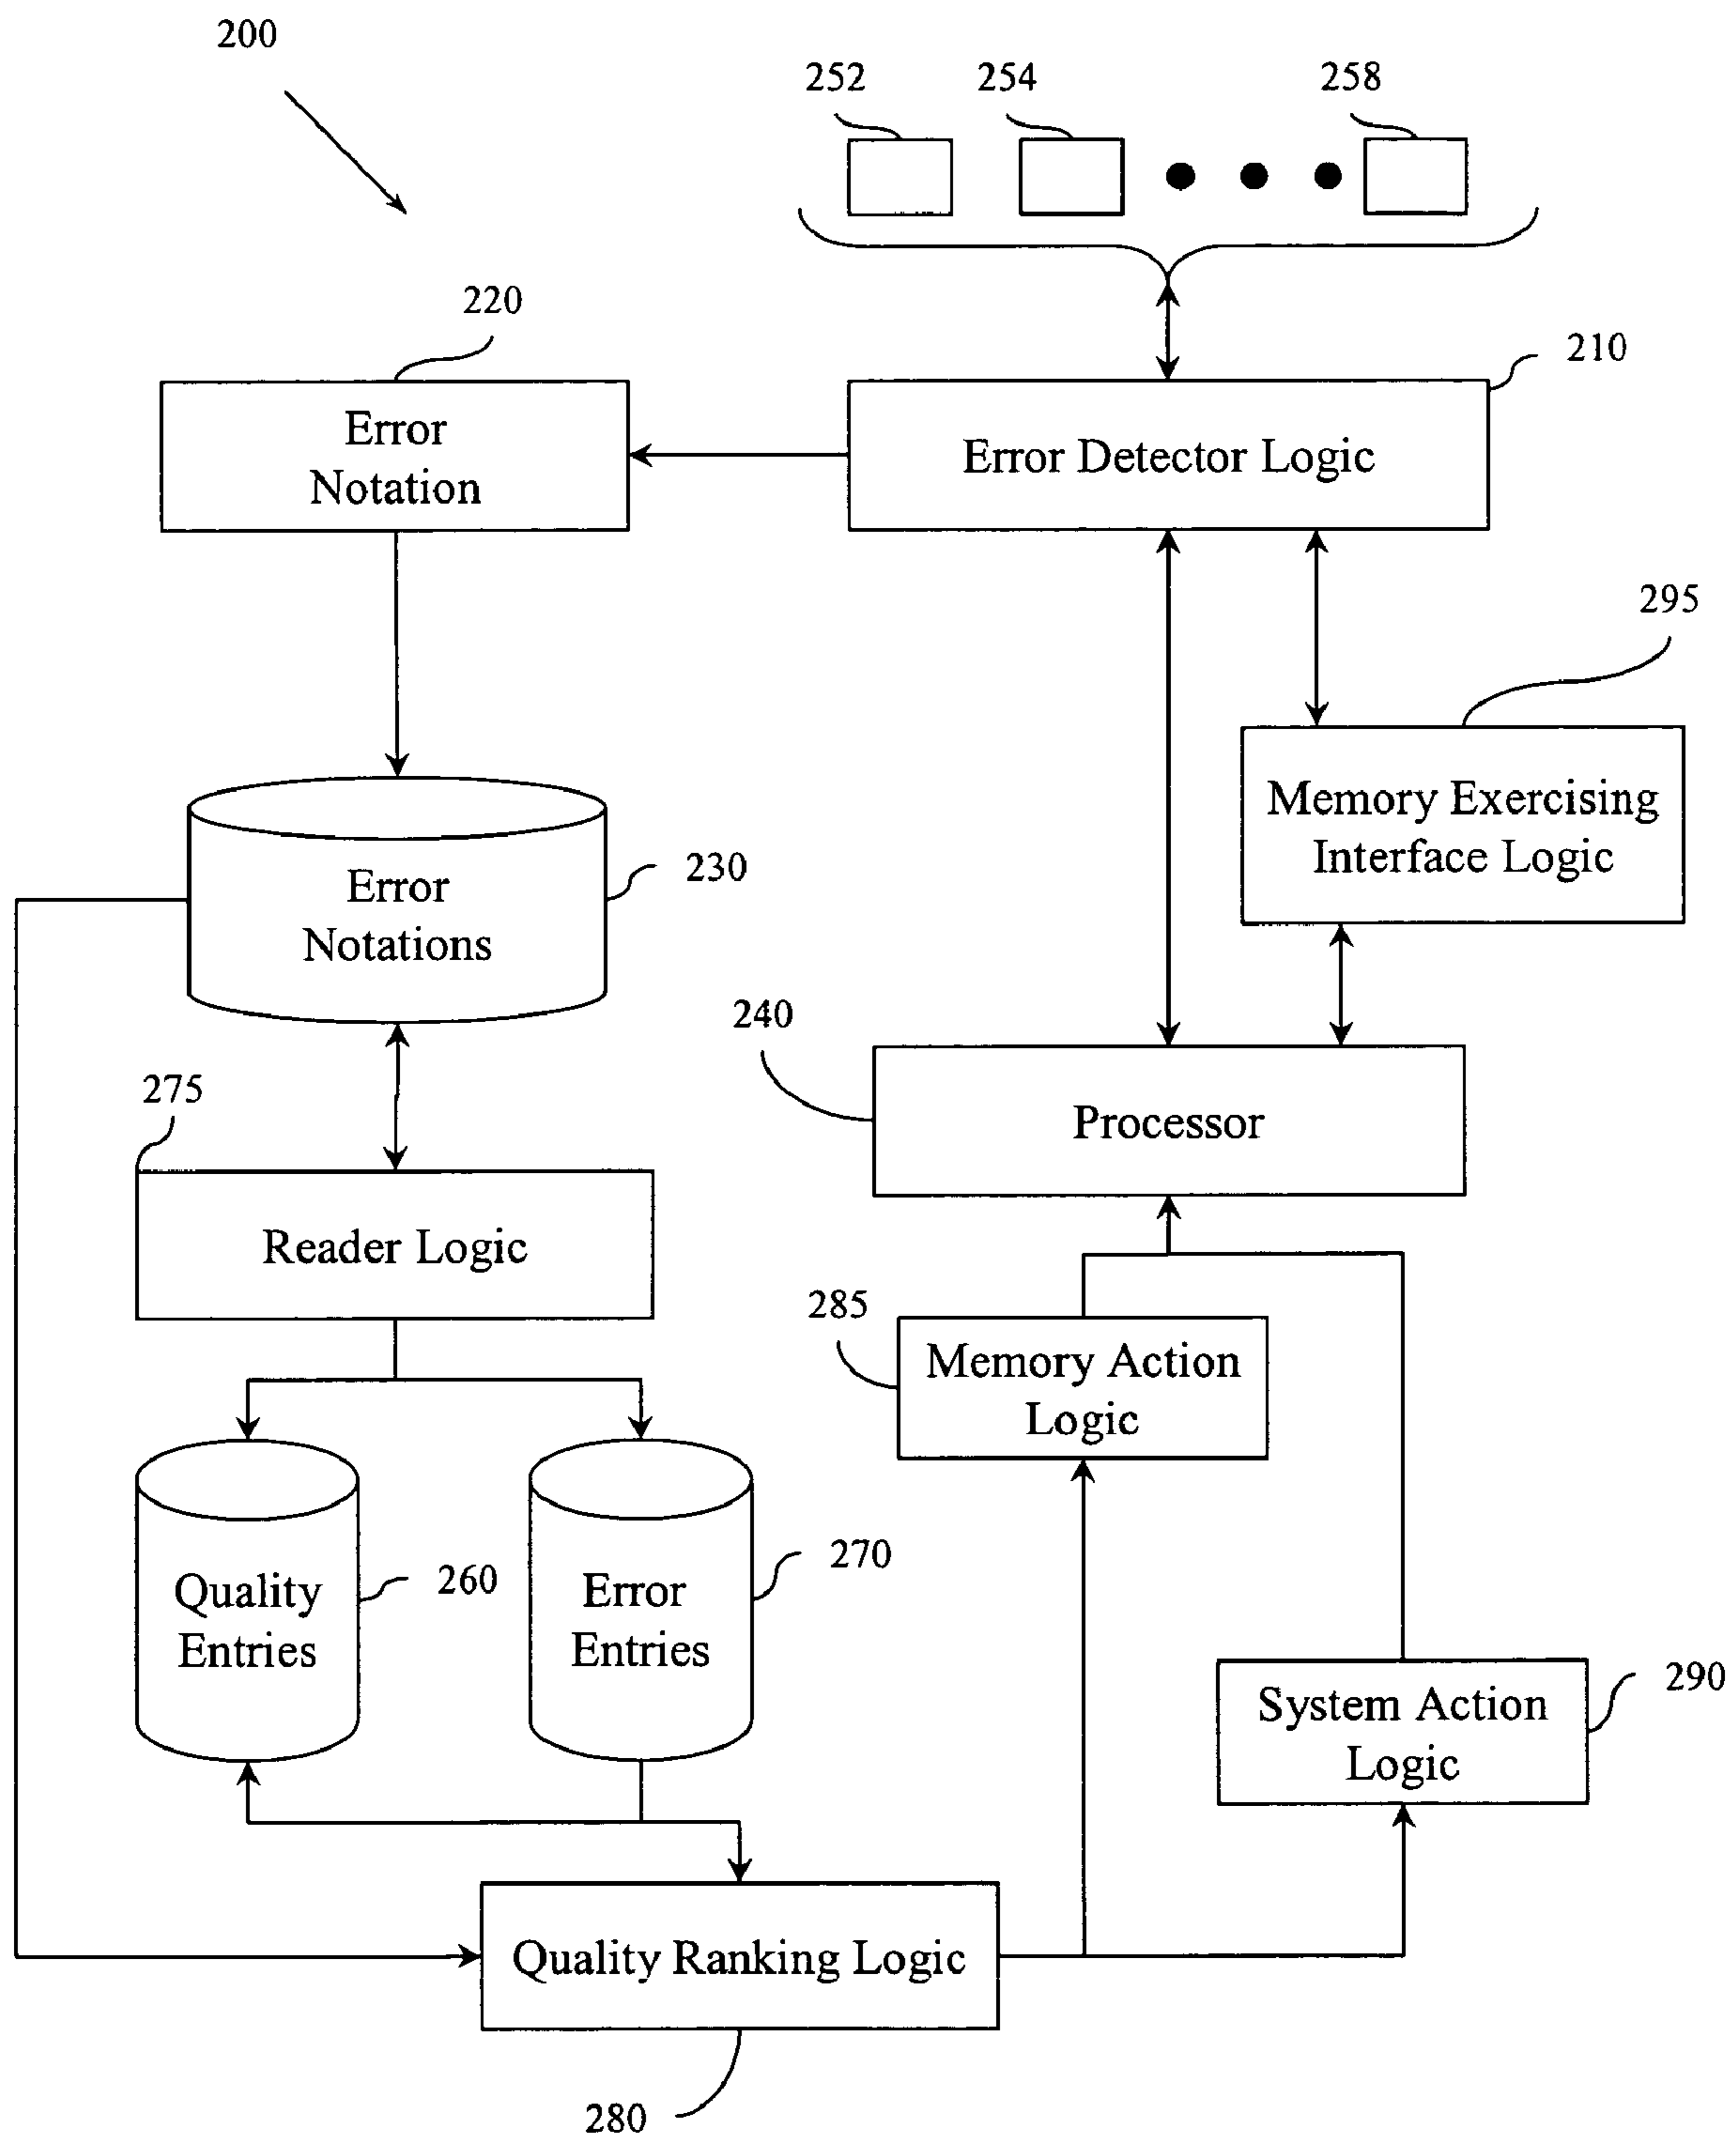 200
252
254
258
220
210
Error
Notation
Error Detector Logic
295
Memory Exercising
Interface Logic
230
Error
Notations
240
Processor
275
Reader Logic
285
Memory Action
Logic
Quality
Entries
260
Error
Entries
270
System Action
Logic
290
Quality Ranking Logic
280